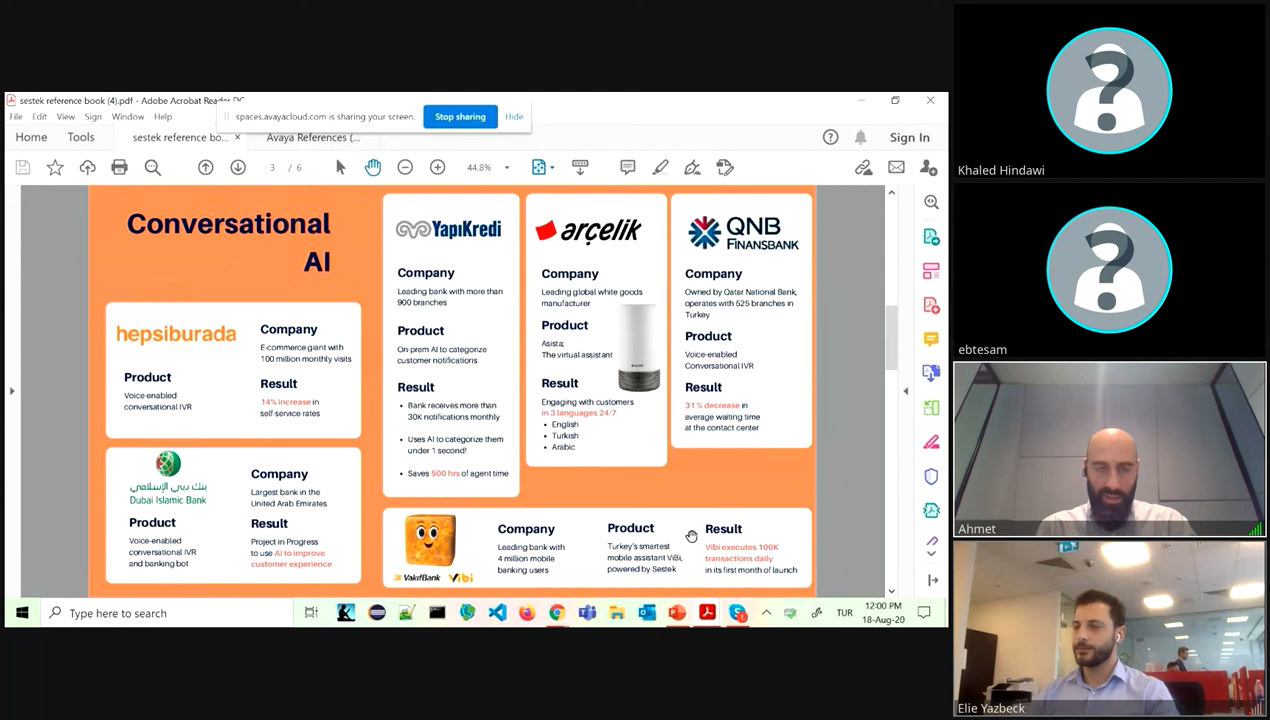 sestek reference book (4).pdf - Adobe Acrobat Reader DC
File Edit View Sign Window Help
spaces.avayacloud.com is sharing your screen.
Stop sharing
Hide
Home
Tools
sestek reference bo...
×
Avaya References (...
Sign In
3 / 6
44.8%
Conversational
AI
hepsiburada
Company
E-commerce giant with
100 million monthly visits
Product
Voice enabled
conversational IVR
Result
14% increase in
self service rates
بنك دبي الإسلامي
Dubai Islamic Bank
Company
Largest bank in the
United Arab Emirates
Product
Voice-enabled
conversational IVR
and banking bot
Result
Project in Progress
to use AI to improve
customer experience
YapıKredi
Company
Leading bank with more than
900 branches
Product
On prem AI to categorize
customer notifications
Result
• Bank receives more than
30K notifications monthly
• Uses AI to categorize them
under 1 second!
• Saves 500 hrs of agent time
arçelik
Company
Leading global white goods
manufacturer
Product
Asista;
The virtual assistant
Result
Engaging with customers
in 3 languages 24/7
• English
• Turkish
• Arabic
QNB
FİNANSBANK
Company
Owned by Qatar National Bank,
operates with 525 branches in
Turkey
Product
Voice-enabled
Conversational IVR
Result
31 % decrease in
average waiting time
at the contact center
VakıfBank Vibi
Company
Leading bank with
4 million mobile
banking users
Product
Turkey's smartest
mobile assistant ViBi,
powered by Sestek
Result
Vibi executes 100K
transactions daily
in its first month of launch
Type here to search
TUR
12:00 PM
18-Aug-20
Khaled Hindawi
ebtesam
Ahmet
Elie Yazbeck